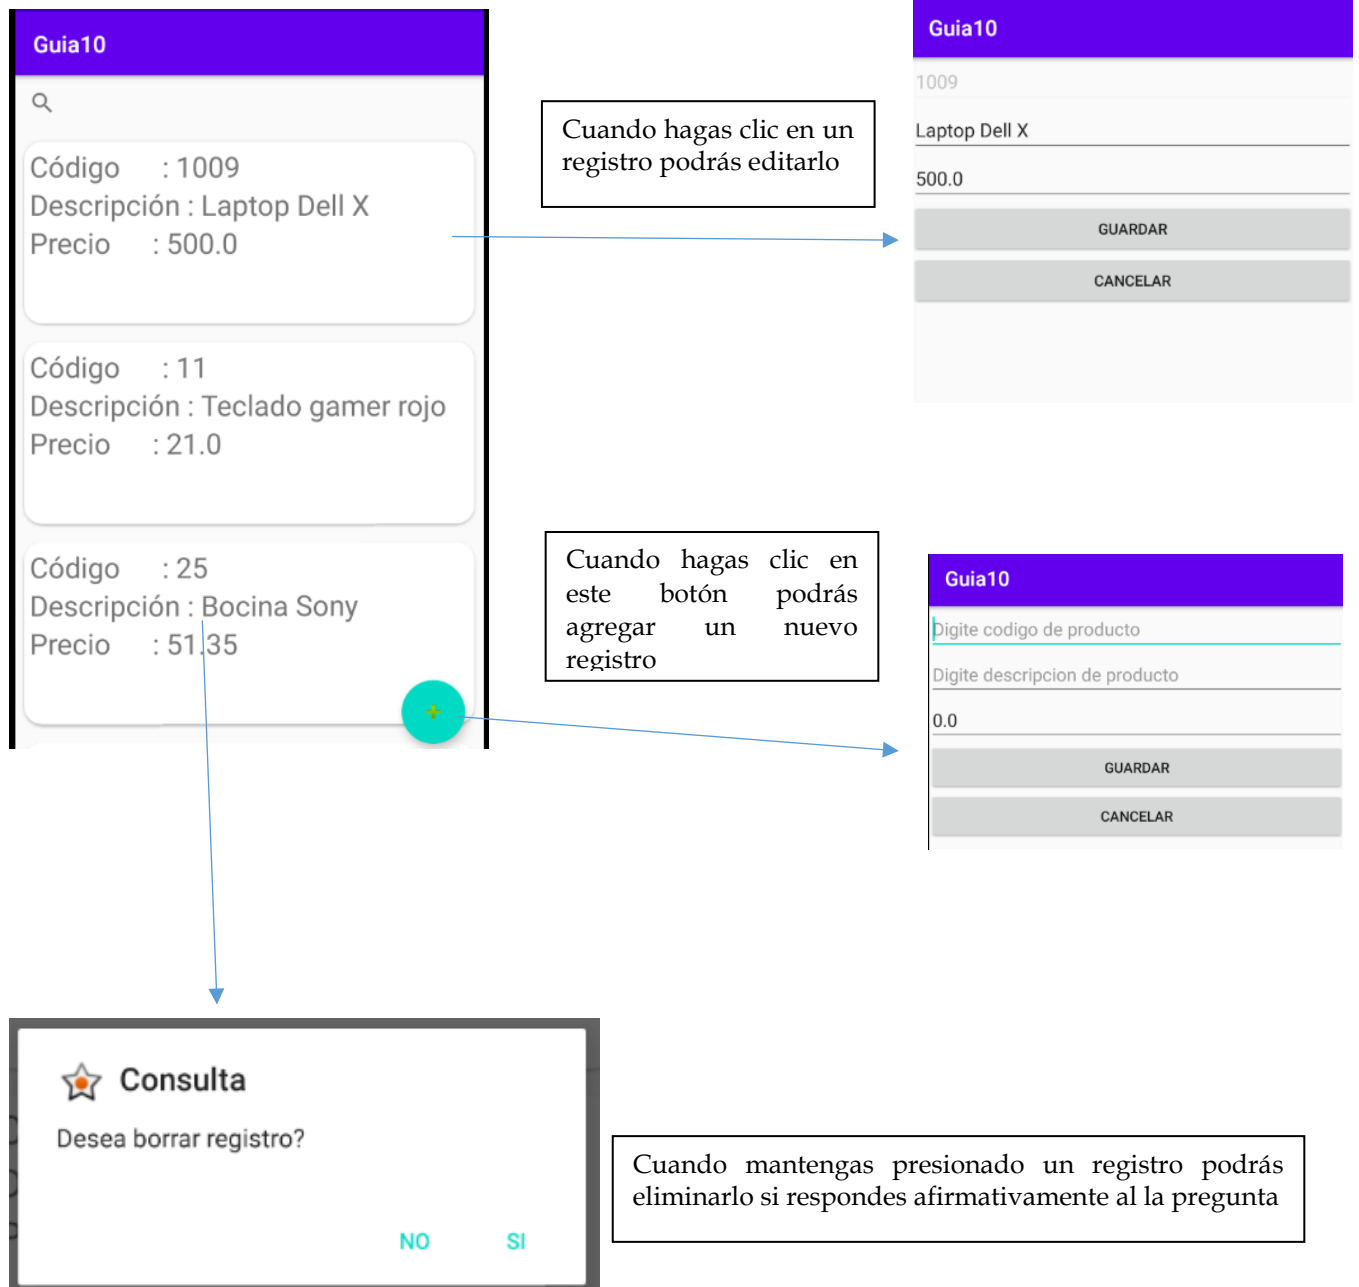 Guia10
Código : 1009
Descripción : Laptop Dell X
Precio : 500.0
Código : 11
Descripción : Teclado gamer rojo
Precio : 21.0
Código : 25
Descripción : Bocina Sony
Precio : 51.35
+
Cuando hagas clic en un
registro podrás editarlo
Guia10
1009
Laptop Dell X
500.0
GUARDAR
CANCELAR
Cuando hagas clic en
este botón podrás
agregar un nuevo
registro
Guia10
Digite codigo de producto
Digite descripcion de producto
0.0
GUARDAR
CANCELAR
Consulta
Desea borrar registro?
NO SI
Cuando mantengas presionado un registro podrás
eliminarlo si respondes afirmativamente al la pregunta